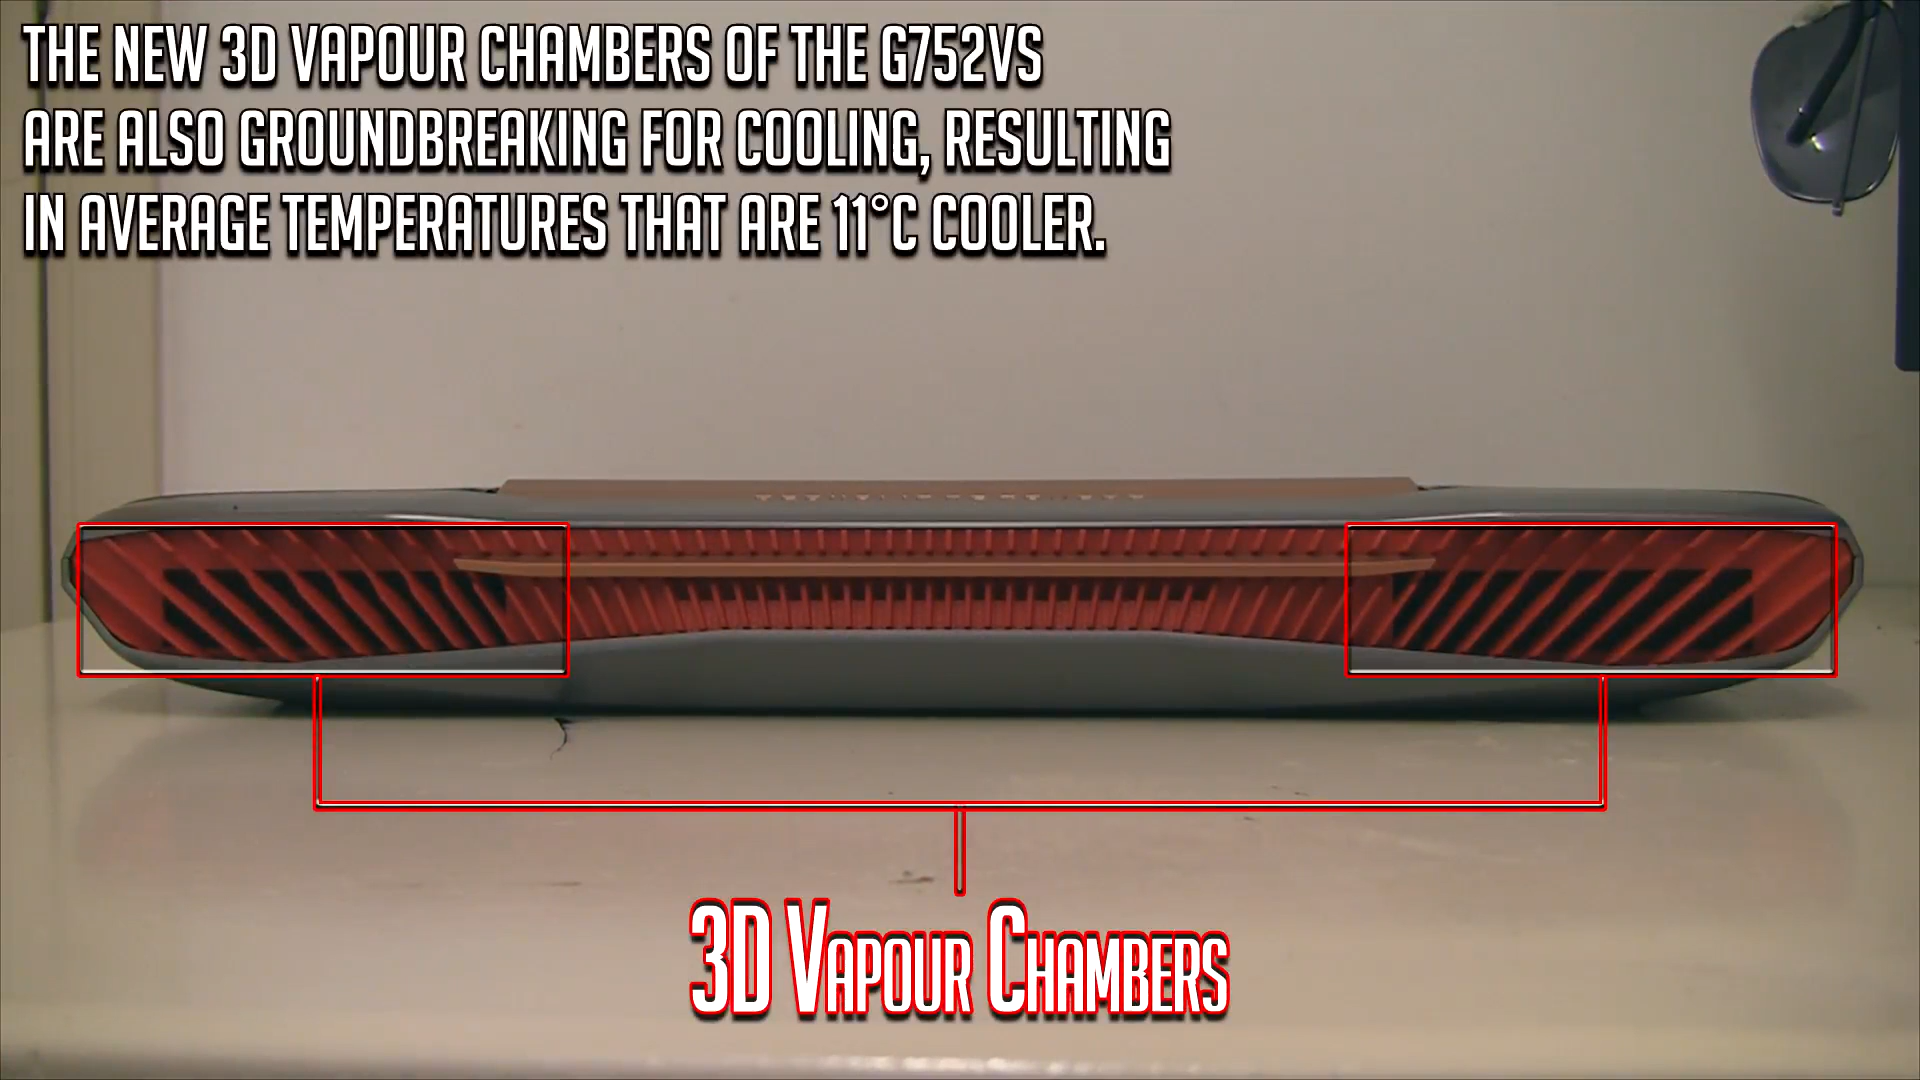 THE NEW 3D VAPOUR CHAMBERS OF THE G752VS
ARE ALSO GROUNDBREAKING FOR COOLING, RESULTING
IN AVERAGE TEMPERATURES THAT ARE 11°C COOLER.
3D VAPOUR CHAMBERS